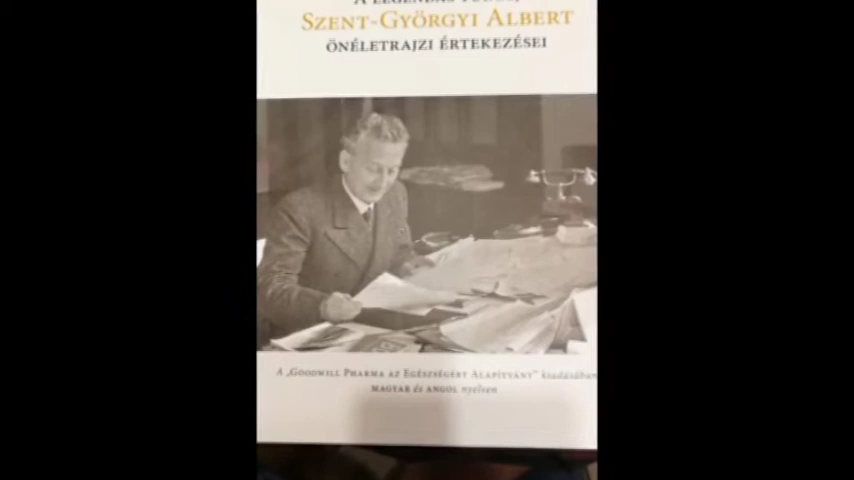 SZENT-GYÖRGYI ALBERT
ÖNÉLETRAJZI ÉRTEKEZÉSEI
A „GOODWILL PHARMA AZ EGÉSZSÉGÉRT ALAPÍTVÁNY” kiadásában
MAGYAR és ANGOL nyelven